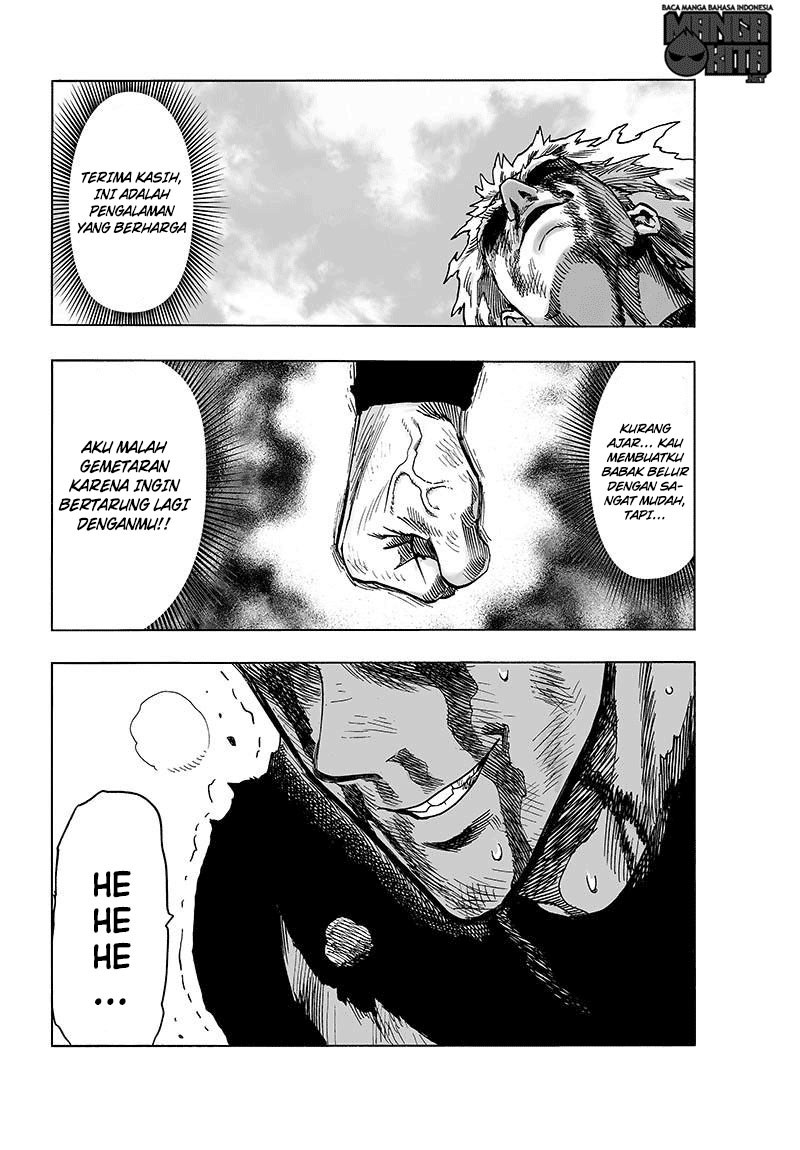 BACA MANGA BAHASA INDONESIA
MANGA
KITA
.NET
TERIMA KASIH,
INI ADALAH
PENGALAMAN
YANG BERHARGA
KURANG
AJAR... KAU
MEMBUATKU
BABAK BELUR
DENGAN SA-
NGAT MUDAH,
TAPI...
AKU MALAH
GEMETARAN
KARENA INGIN
BERTARUNG LAGI
DENGANMU!!
HE
HE
HE
...